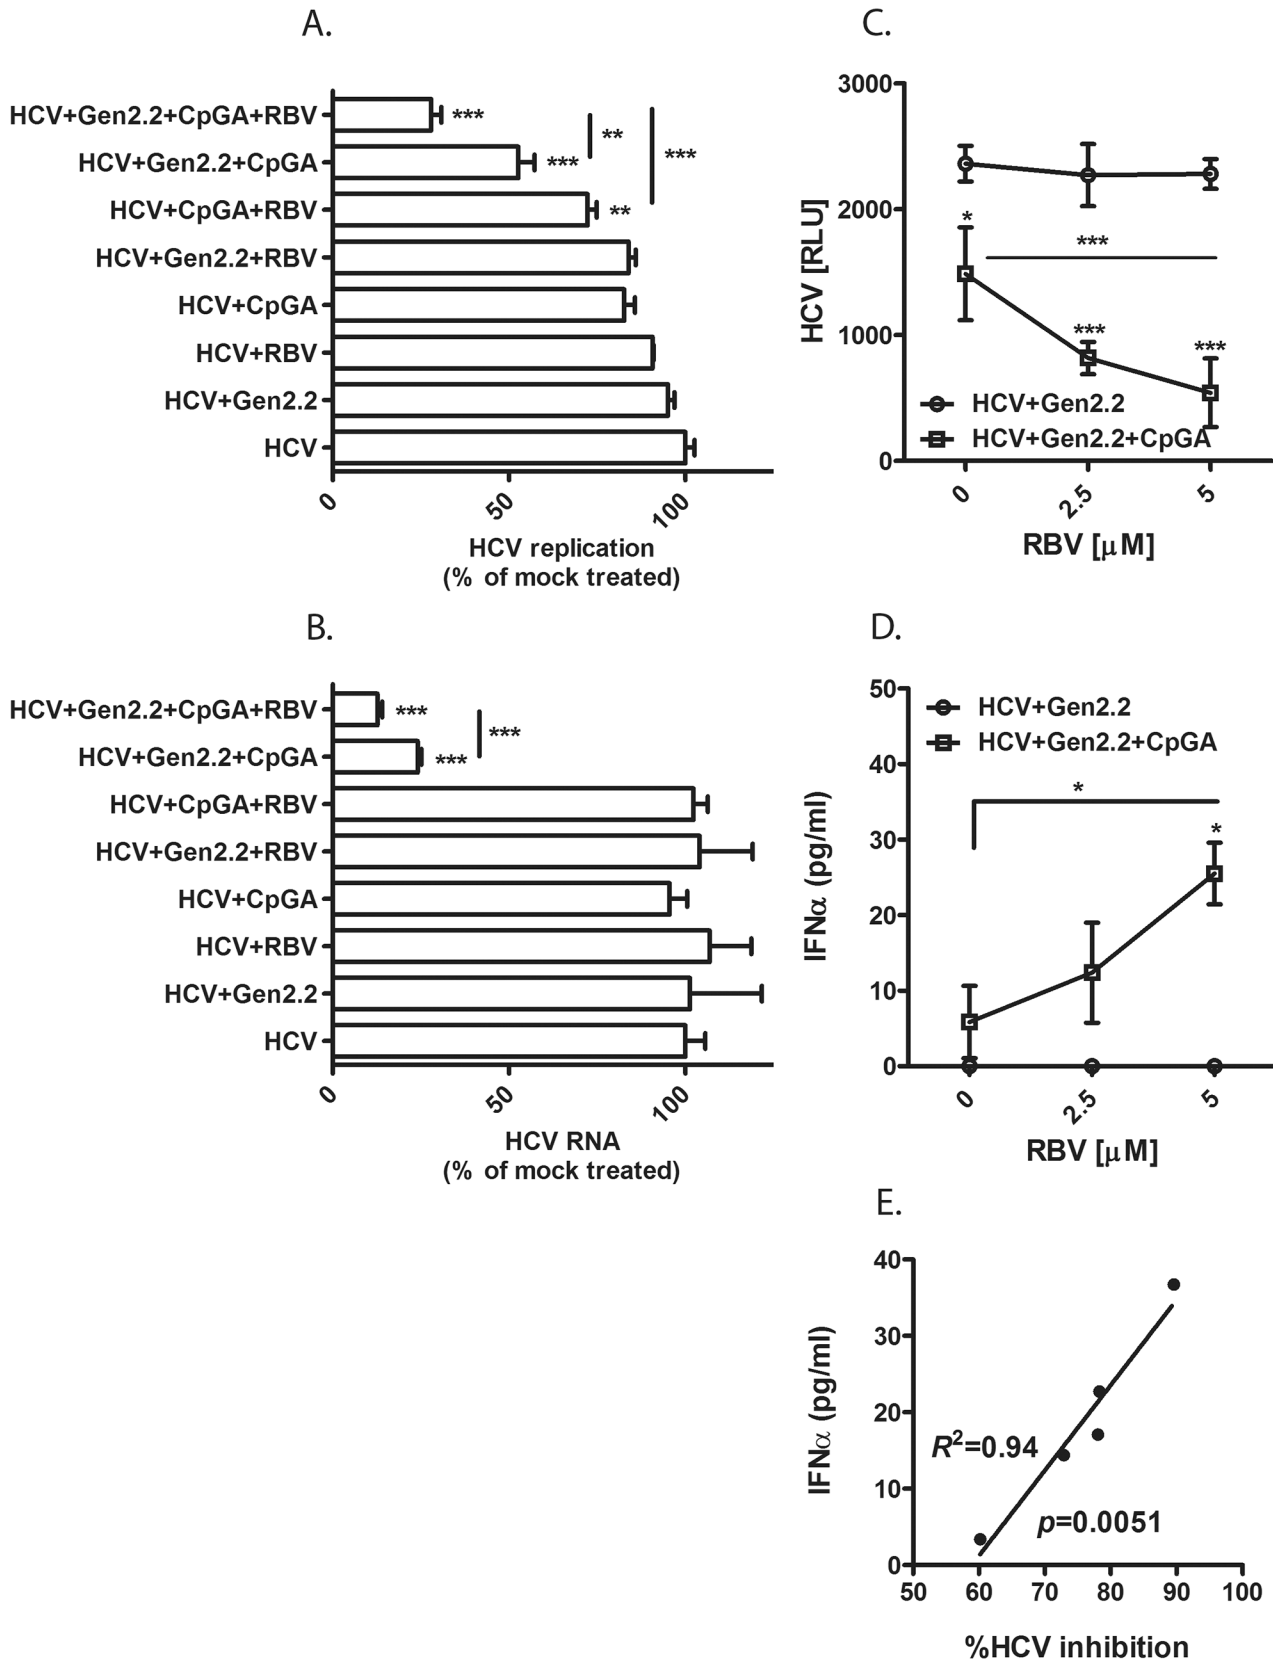 A.
HCV+Gen2.2+CpGA+RBV
***
HCV+Gen2.2+CpGA
***
**
***
HCV+CpGA+RBV
**
HCV+Gen2.2+RBV
HCV+CpGA
HCV+RBV
HCV+Gen2.2
HCV
0
50
100
HCV replication
(% of mock treated)
B.
HCV+Gen2.2+CpGA+RBV
***
HCV+Gen2.2+CpGA
***
***
HCV+CpGA+RBV
HCV+Gen2.2+RBV
HCV+CpGA
HCV+RBV
HCV+Gen2.2
HCV
0
50
100
HCV RNA
(% of mock treated)
C.
3000
2000
1000
0
HCV [RLU]
*
***
***
***
HCV+Gen2.2
HCV+Gen2.2+CpGA
0
2.5
5
RBV [μM]
D.
50
40
30
20
10
0
IFNα (pg/ml)
HCV+Gen2.2
HCV+Gen2.2+CpGA
*
*
0
2.5
5
RBV [μM]
E.
40
30
20
10
0
IFNα (pg/ml)
R²=0.94
p=0.0051
50
60
70
80
90
100
%HCV inhibition